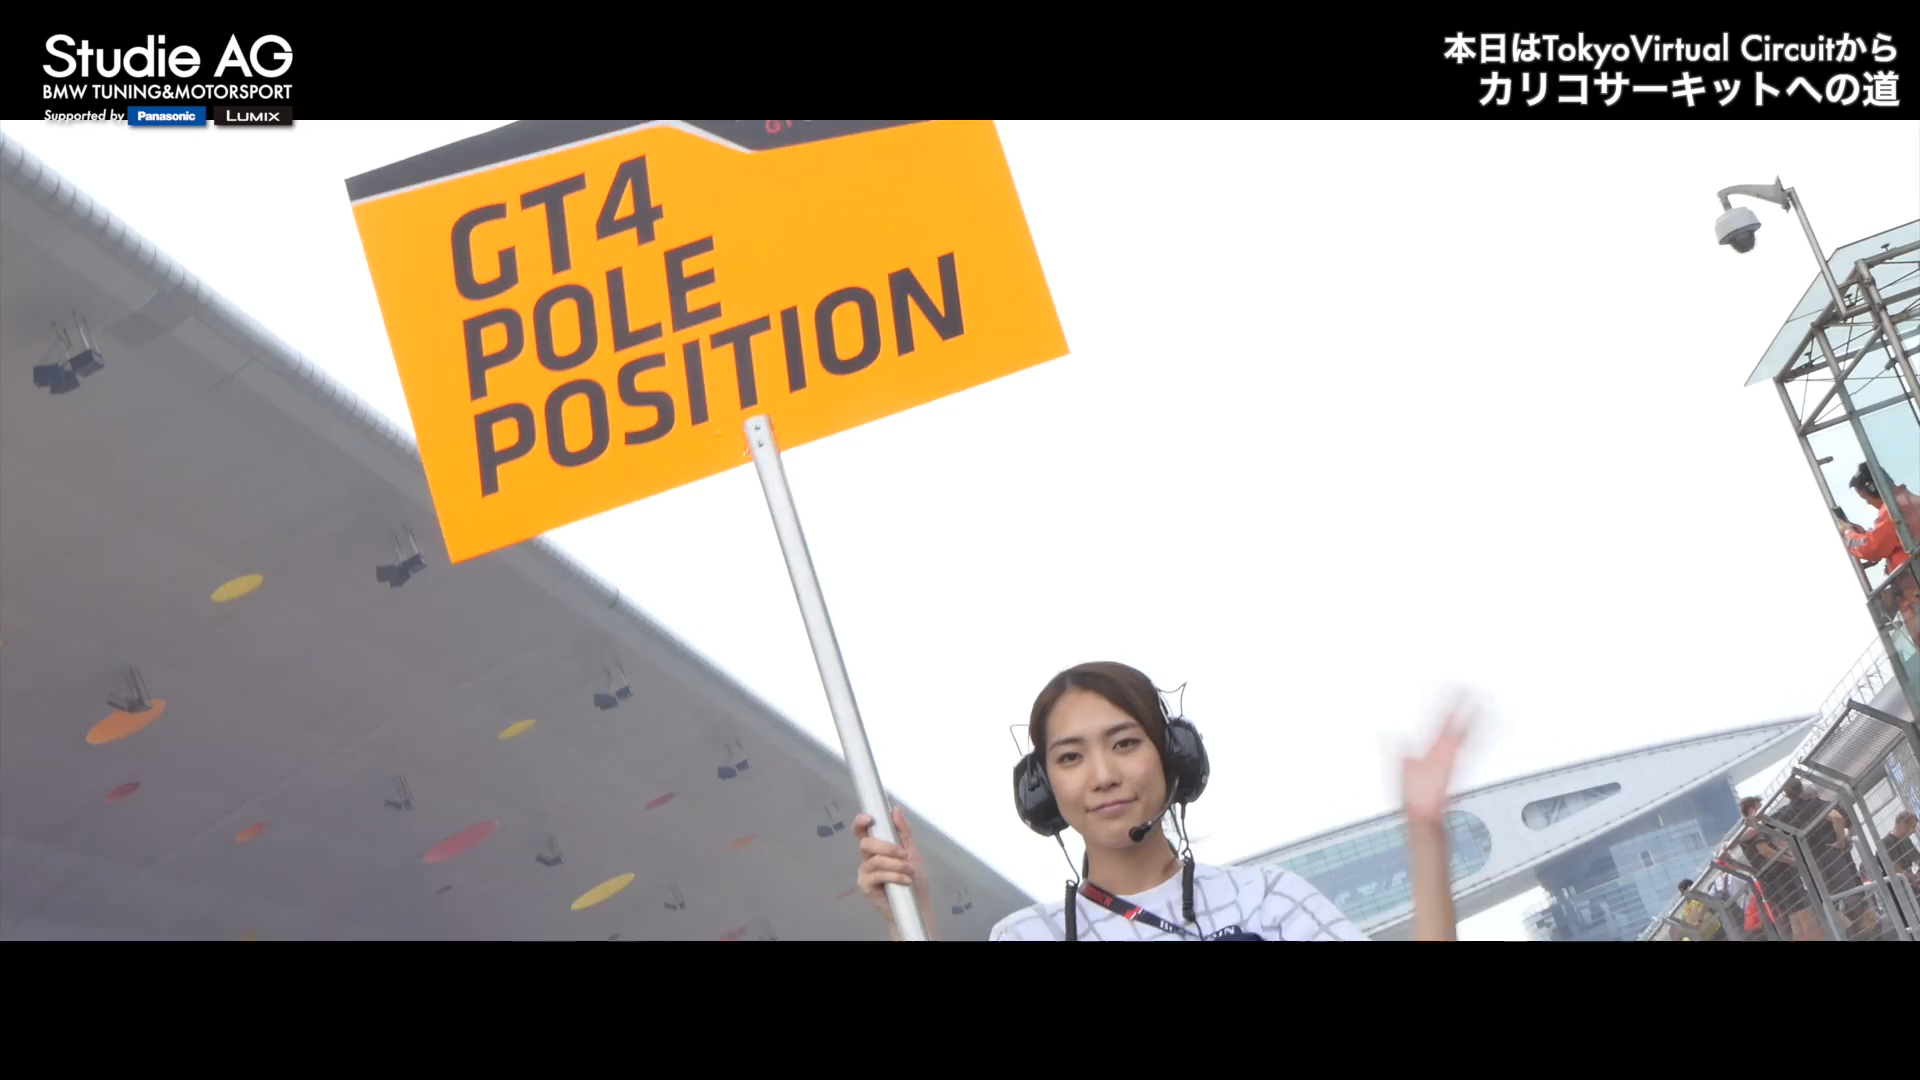 Studie AG
BMW TUNING&MOTORSPORT
Supported by Panasonic LUMIX
本日はTokyoVirtual Circuitから
カリコサーキットへの道
GT4
POLE
POSITION